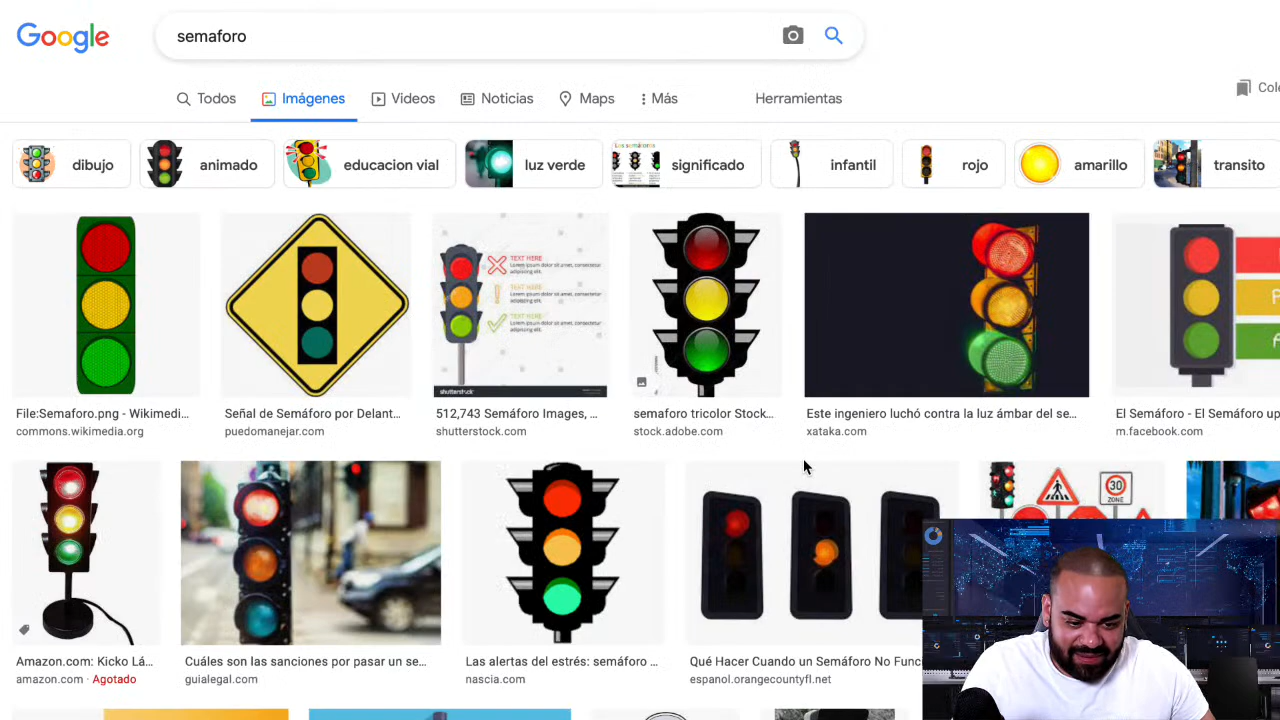 Google
semaforo
Todos
Imágenes
Videos
Noticias
Maps
Más
Herramientas
dibujo
animado
educacion vial
luz verde
significado
infantil
rojo
amarillo
transito
TEXT HERE
TEXT HERE
TEXT HERE
shutterstock
File:Semaforo.png - Wikimedi...
commons.wikimedia.org
Señal de Semáforo por Delant...
puedomanejar.com
512,743 Semáforo Images, ...
shutterstock.com
semaforo tricolor Stock...
stock.adobe.com
Este ingeniero luchó contra la luz ámbar del se...
xataka.com
El Semáforo - El Semáforo up
m.facebook.com
30
ZONE
Amazon.com: Kicko Lá...
amazon.com · Agotado
Cuáles son las sanciones por pasar un se...
guialegal.com
Las alertas del estrés: semáforo ...
nascia.com
Qué Hacer Cuando un Semáforo No Func
espanol.orangecountyfl.net